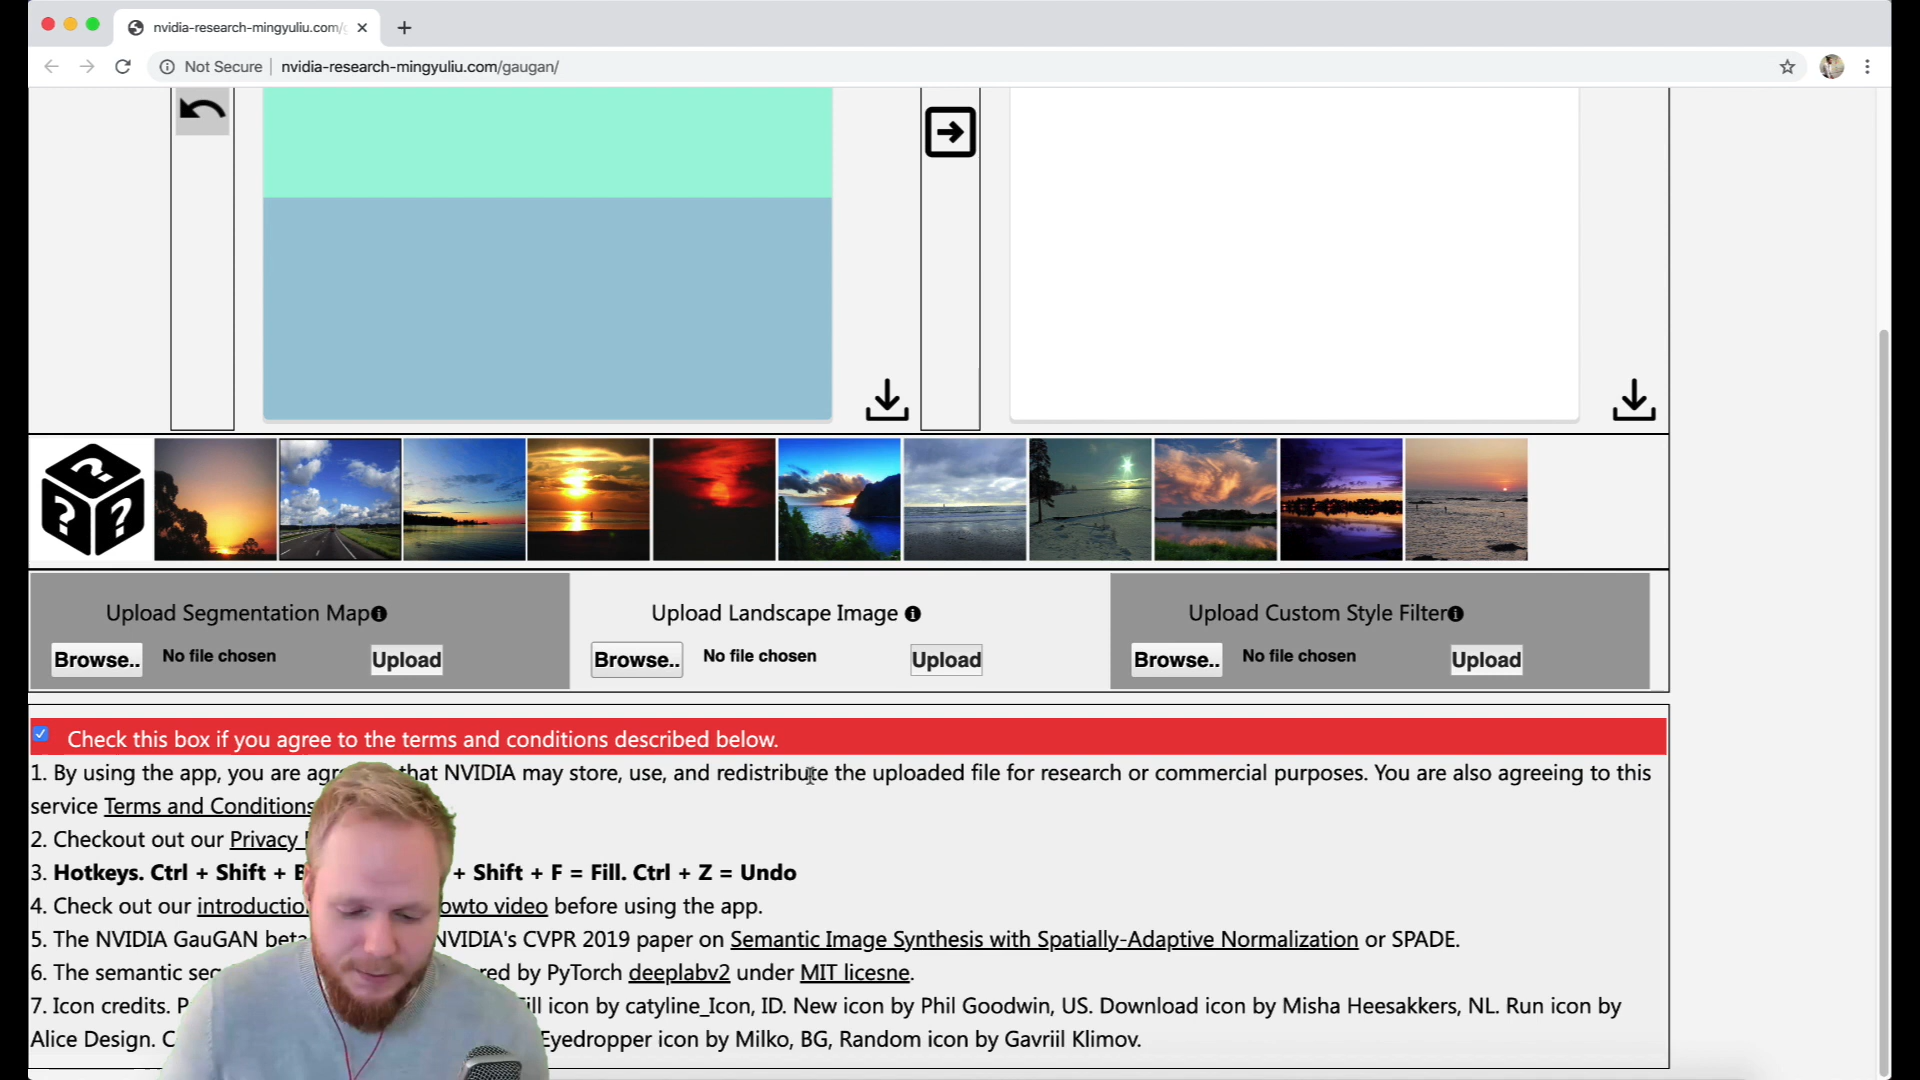 nvidia-research-mingyuliu.com/
Not Secure nvidia-research-mingyuliu.com/gaugan/
Upload Segmentation Map Upload Landscape Image Upload Custom Style Filter
Browse.. No file chosen Upload Browse.. No file chosen Upload Browse.. No file chosen Upload
Check this box if you agree to the terms and conditions described below.
1. By using the app, you are that NVIDIA may store, use, and redistribute the uploaded file for research or commercial purposes. You are also agreeing to this
service Terms and Conditions
2. Checkout out our Privacy
3. Hotkeys. Ctrl + Shift + + Shift + F = Fill. Ctrl + Z = Undo
4. Check out our video before using the app.
5. The NVIDIA GauGAN NVIDIA's CVPR 2019 paper on Semantic Image Synthesis with Spatially-Adaptive Normalization or SPADE.
6. The semantic by PyTorch deeplabv2 under MIT licesne.
7. Icon credits. icon by catyline_Icon, ID. New icon by Phil Goodwin, US. Download icon by Misha Heesakkers, NL. Run icon by
Alice Design. Eyedropper icon by Milko, BG, Random icon by Gavriil Klimov.